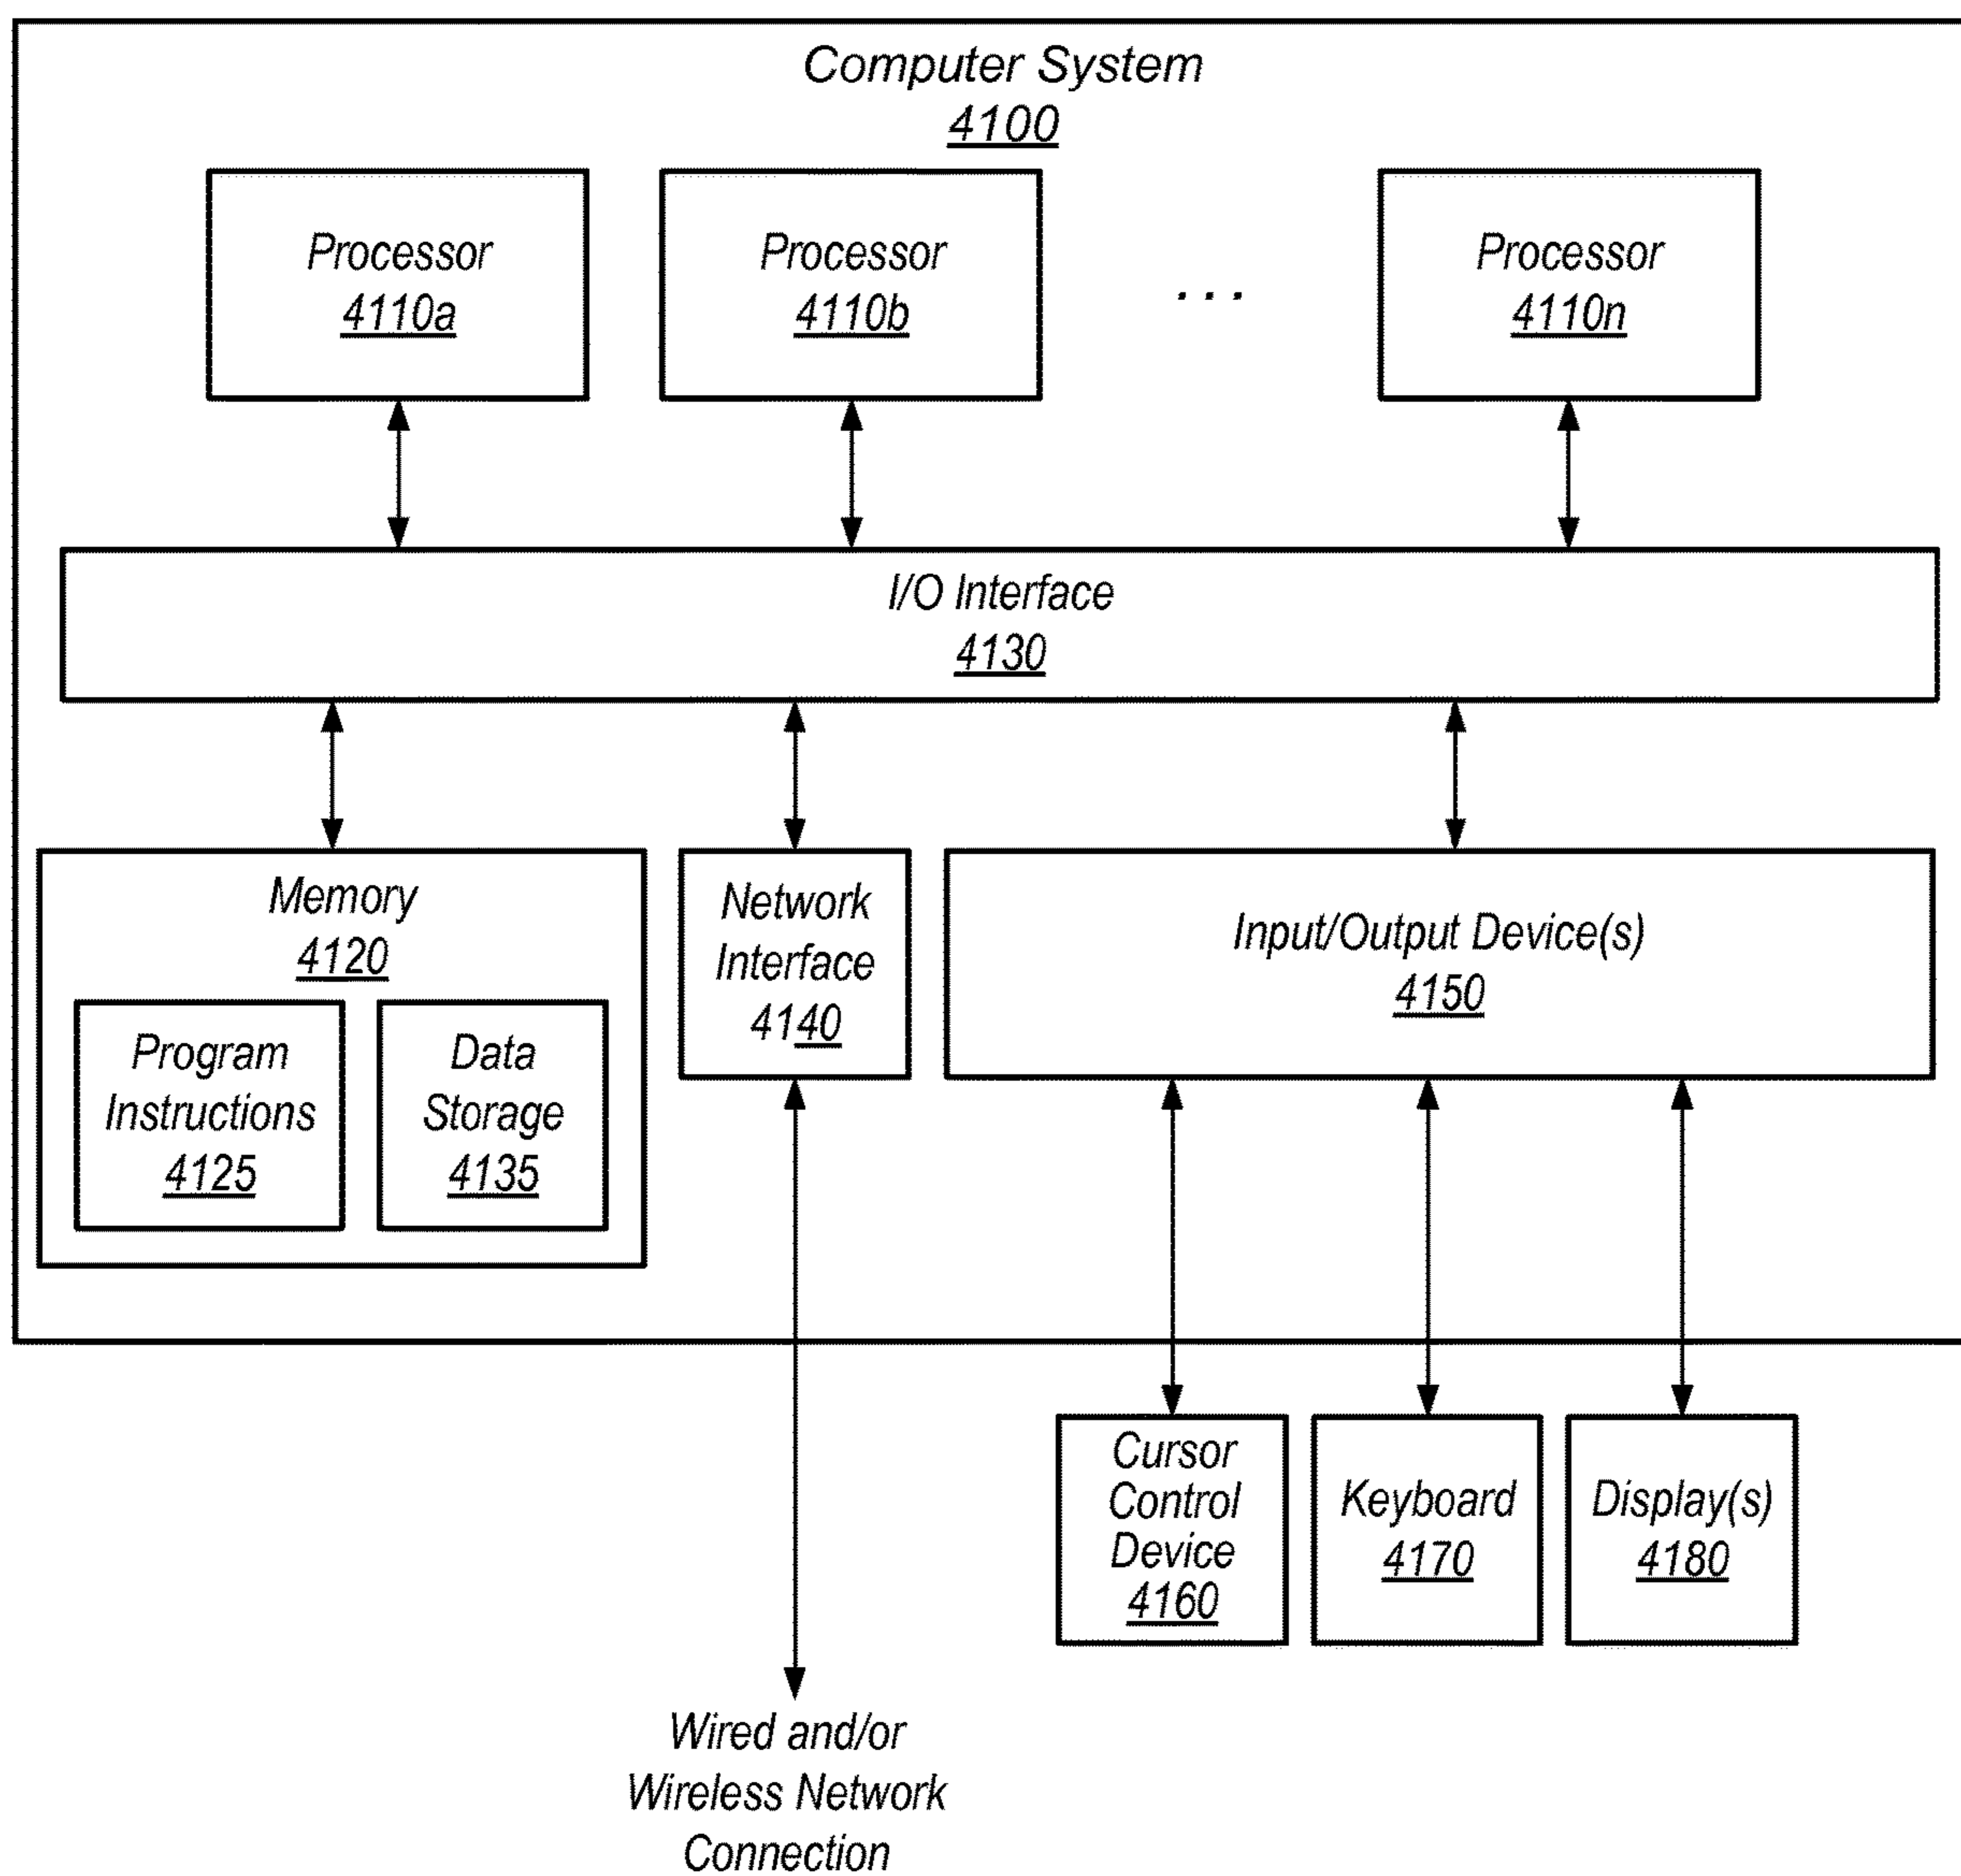 Computer System
4100
Processor
4110a
Processor
4110b
. . .
Processor
4110n
I/O Interface
4130
Memory
4120
Program
Instructions
4125
Data
Storage
4135
Network
Interface
4140
Input/Output Device(s)
4150
Cursor
Control
Device
4160
Keyboard
4170
Display(s)
4180
Wired and/or
Wireless Network
Connection